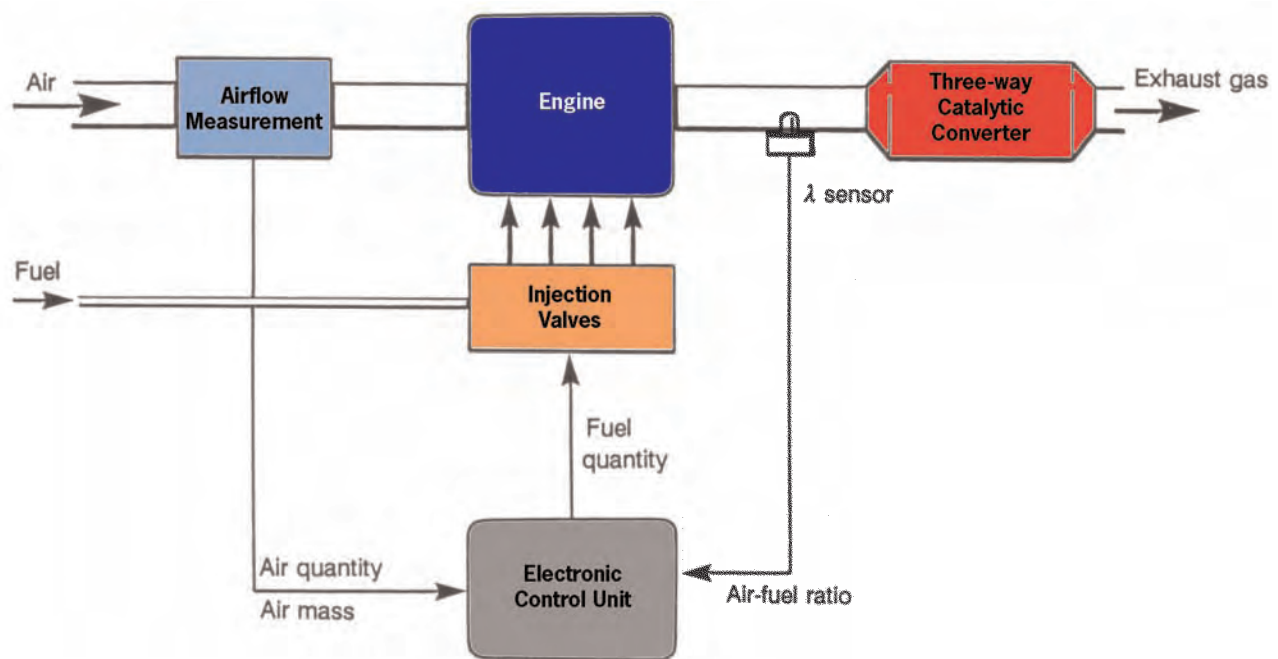 Air
Airflow
Measurement
Engine
Three-way
Catalytic
Converter
Exhaust gas
λ sensor
Fuel
Injection
Valves
Fuel
quantity
Air quantity
Air mass
Electronic
Control Unit
Air-fuel ratio